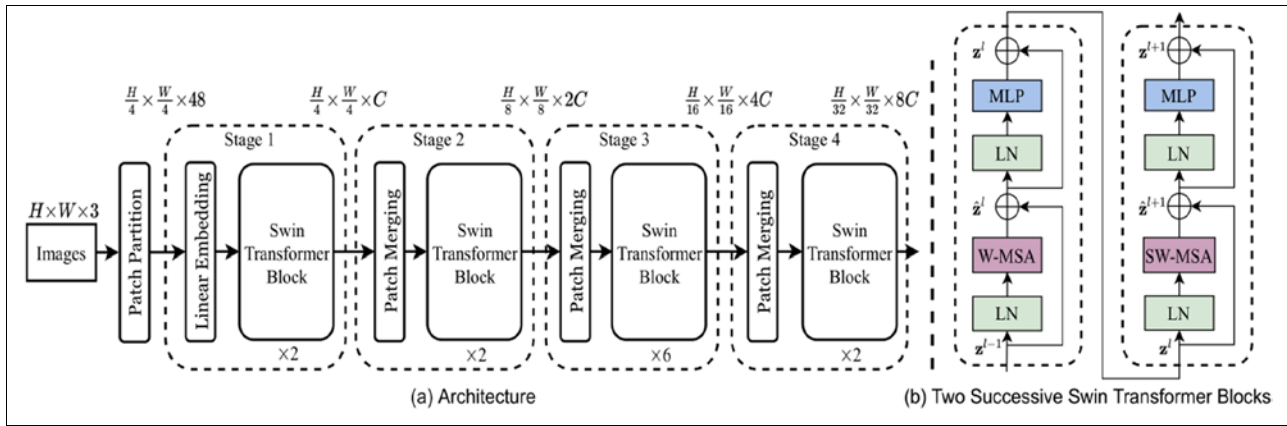 H/4 × W/4 × 48
H/4 × W/4 × C
H/8 × W/8 × 2C
H/16 × W/16 × 4C
H/32 × W/32 × 8C
Stage 1
Stage 2
Stage 3
Stage 4
H×W×3
Images
Patch Partition
Linear Embedding
Swin
Transformer
Block
×2
Patch Merging
Swin
Transformer
Block
×2
Patch Merging
Swin
Transformer
Block
×6
Patch Merging
Swin
Transformer
Block
×2
(a) Architecture
z^l
MLP
LN
ẑ^l
W-MSA
LN
z^{l-1}
z^{l+1}
MLP
LN
ẑ^{l+1}
SW-MSA
LN
z^l
(b) Two Successive Swin Transformer Blocks